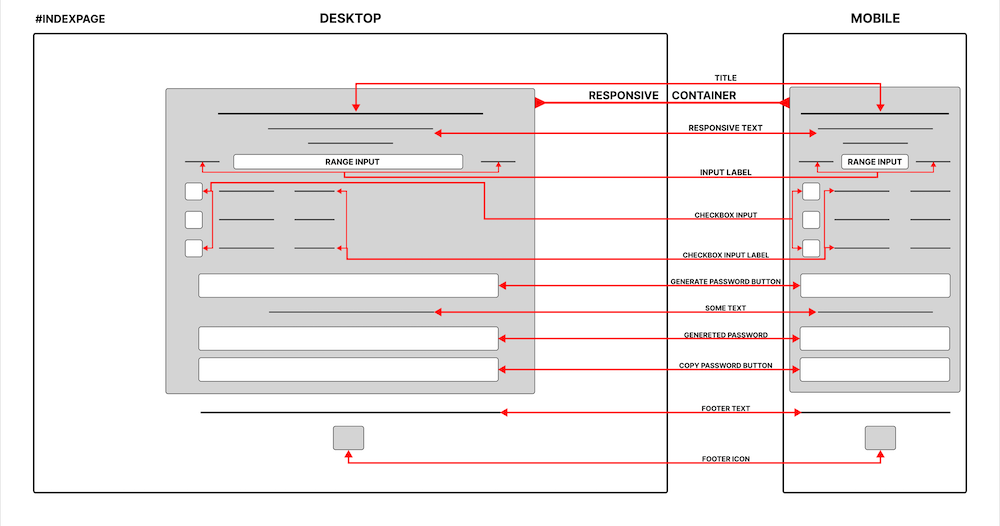 #INDEXPAGE
DESKTOP
MOBILE
TITLE
RESPONSIVE CONTAINER
RESPONSIVE TEXT
RANGE INPUT
RANGE INPUT
INPUT LABEL
CHECKBOX INPUT
CHECKBOX INPUT LABEL
GENERATE PASSWORD BUTTON
SOME TEXT
GENERETED PASSWORD
COPY PASSWORD BUTTON
FOOTER TEXT
FOOTER ICON